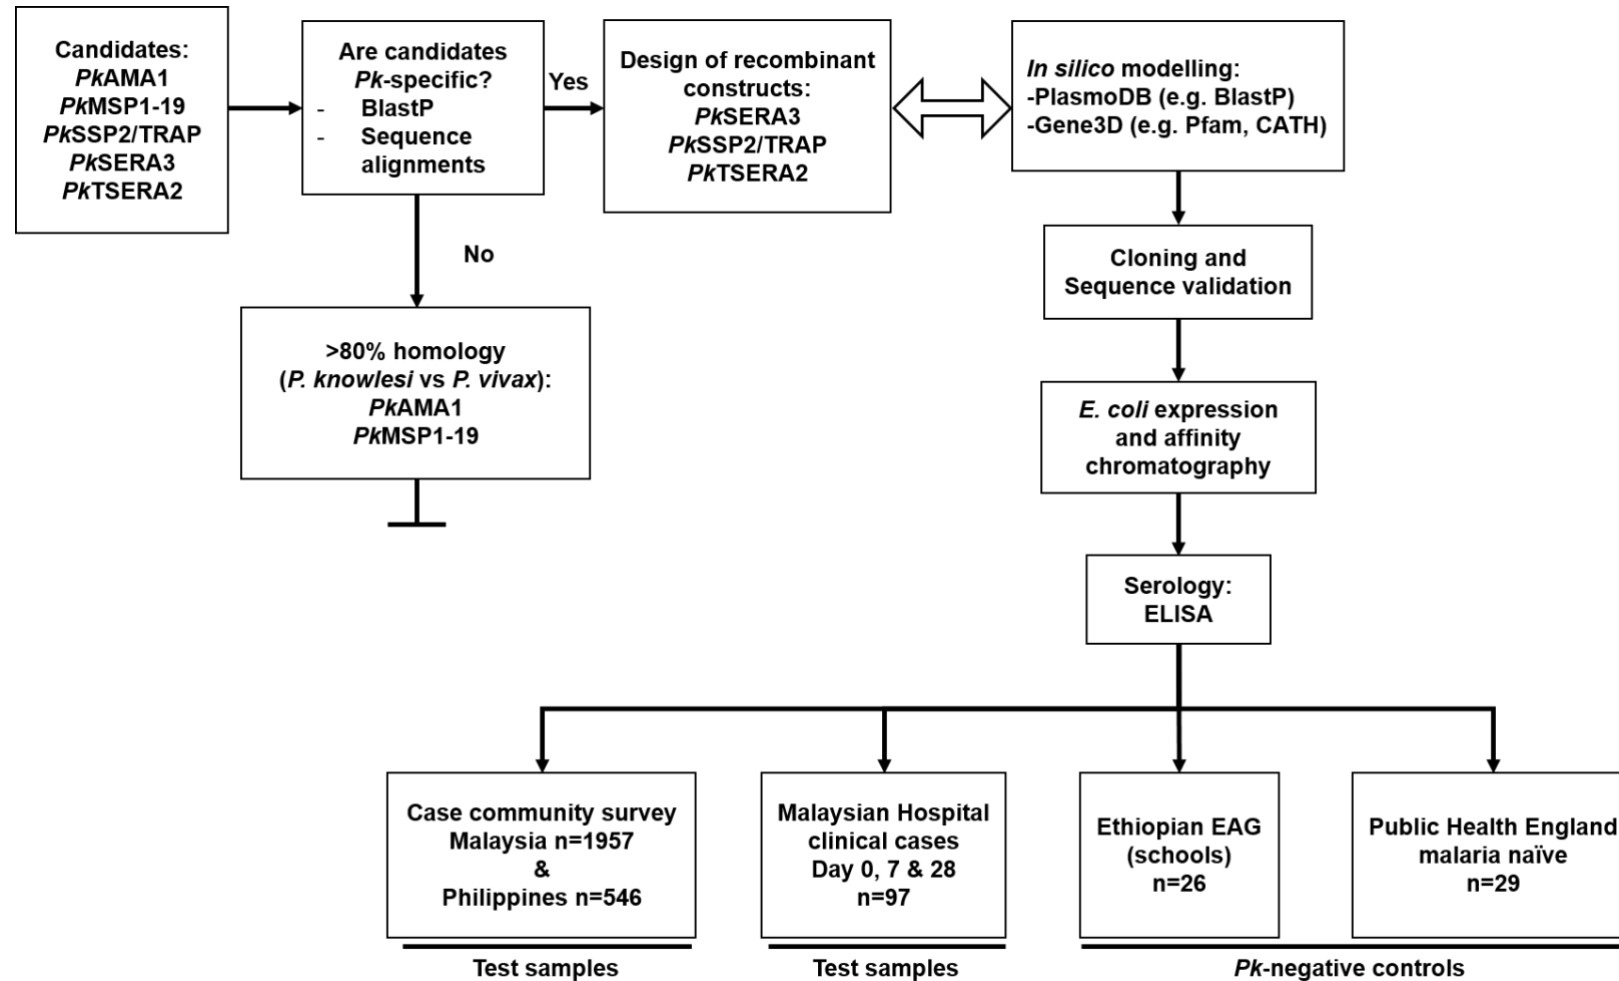 Candidates:
PkAMA1
PkMSP1-19
PkSSP2/TRAP
PkSERA3
PkTSERA2
Are candidates
Pk-specific?
- BlastP
- Sequence
alignments
Yes
No
Design of recombinant
constructs:
PkSERA3
PkSSP2/TRAP
PkTSERA2
In silico modelling:
-PlasmoDB (e.g. BlastP)
-Gene3D (e.g. Pfam, CATH)
>80% homology
(P. knowlesi vs P. vivax):
PkAMA1
PkMSP1-19
Cloning and
Sequence validation
E. coli expression
and affinity
chromatography
Serology:
ELISA
Case community survey
Malaysia n=1957
&
Philippines n=546
Test samples
Malaysian Hospital
clinical cases
Day 0, 7 & 28
n=97
Test samples
Ethiopian EAG
(schools)
n=26
Public Health England
malaria naïve
n=29
Pk-negative controls